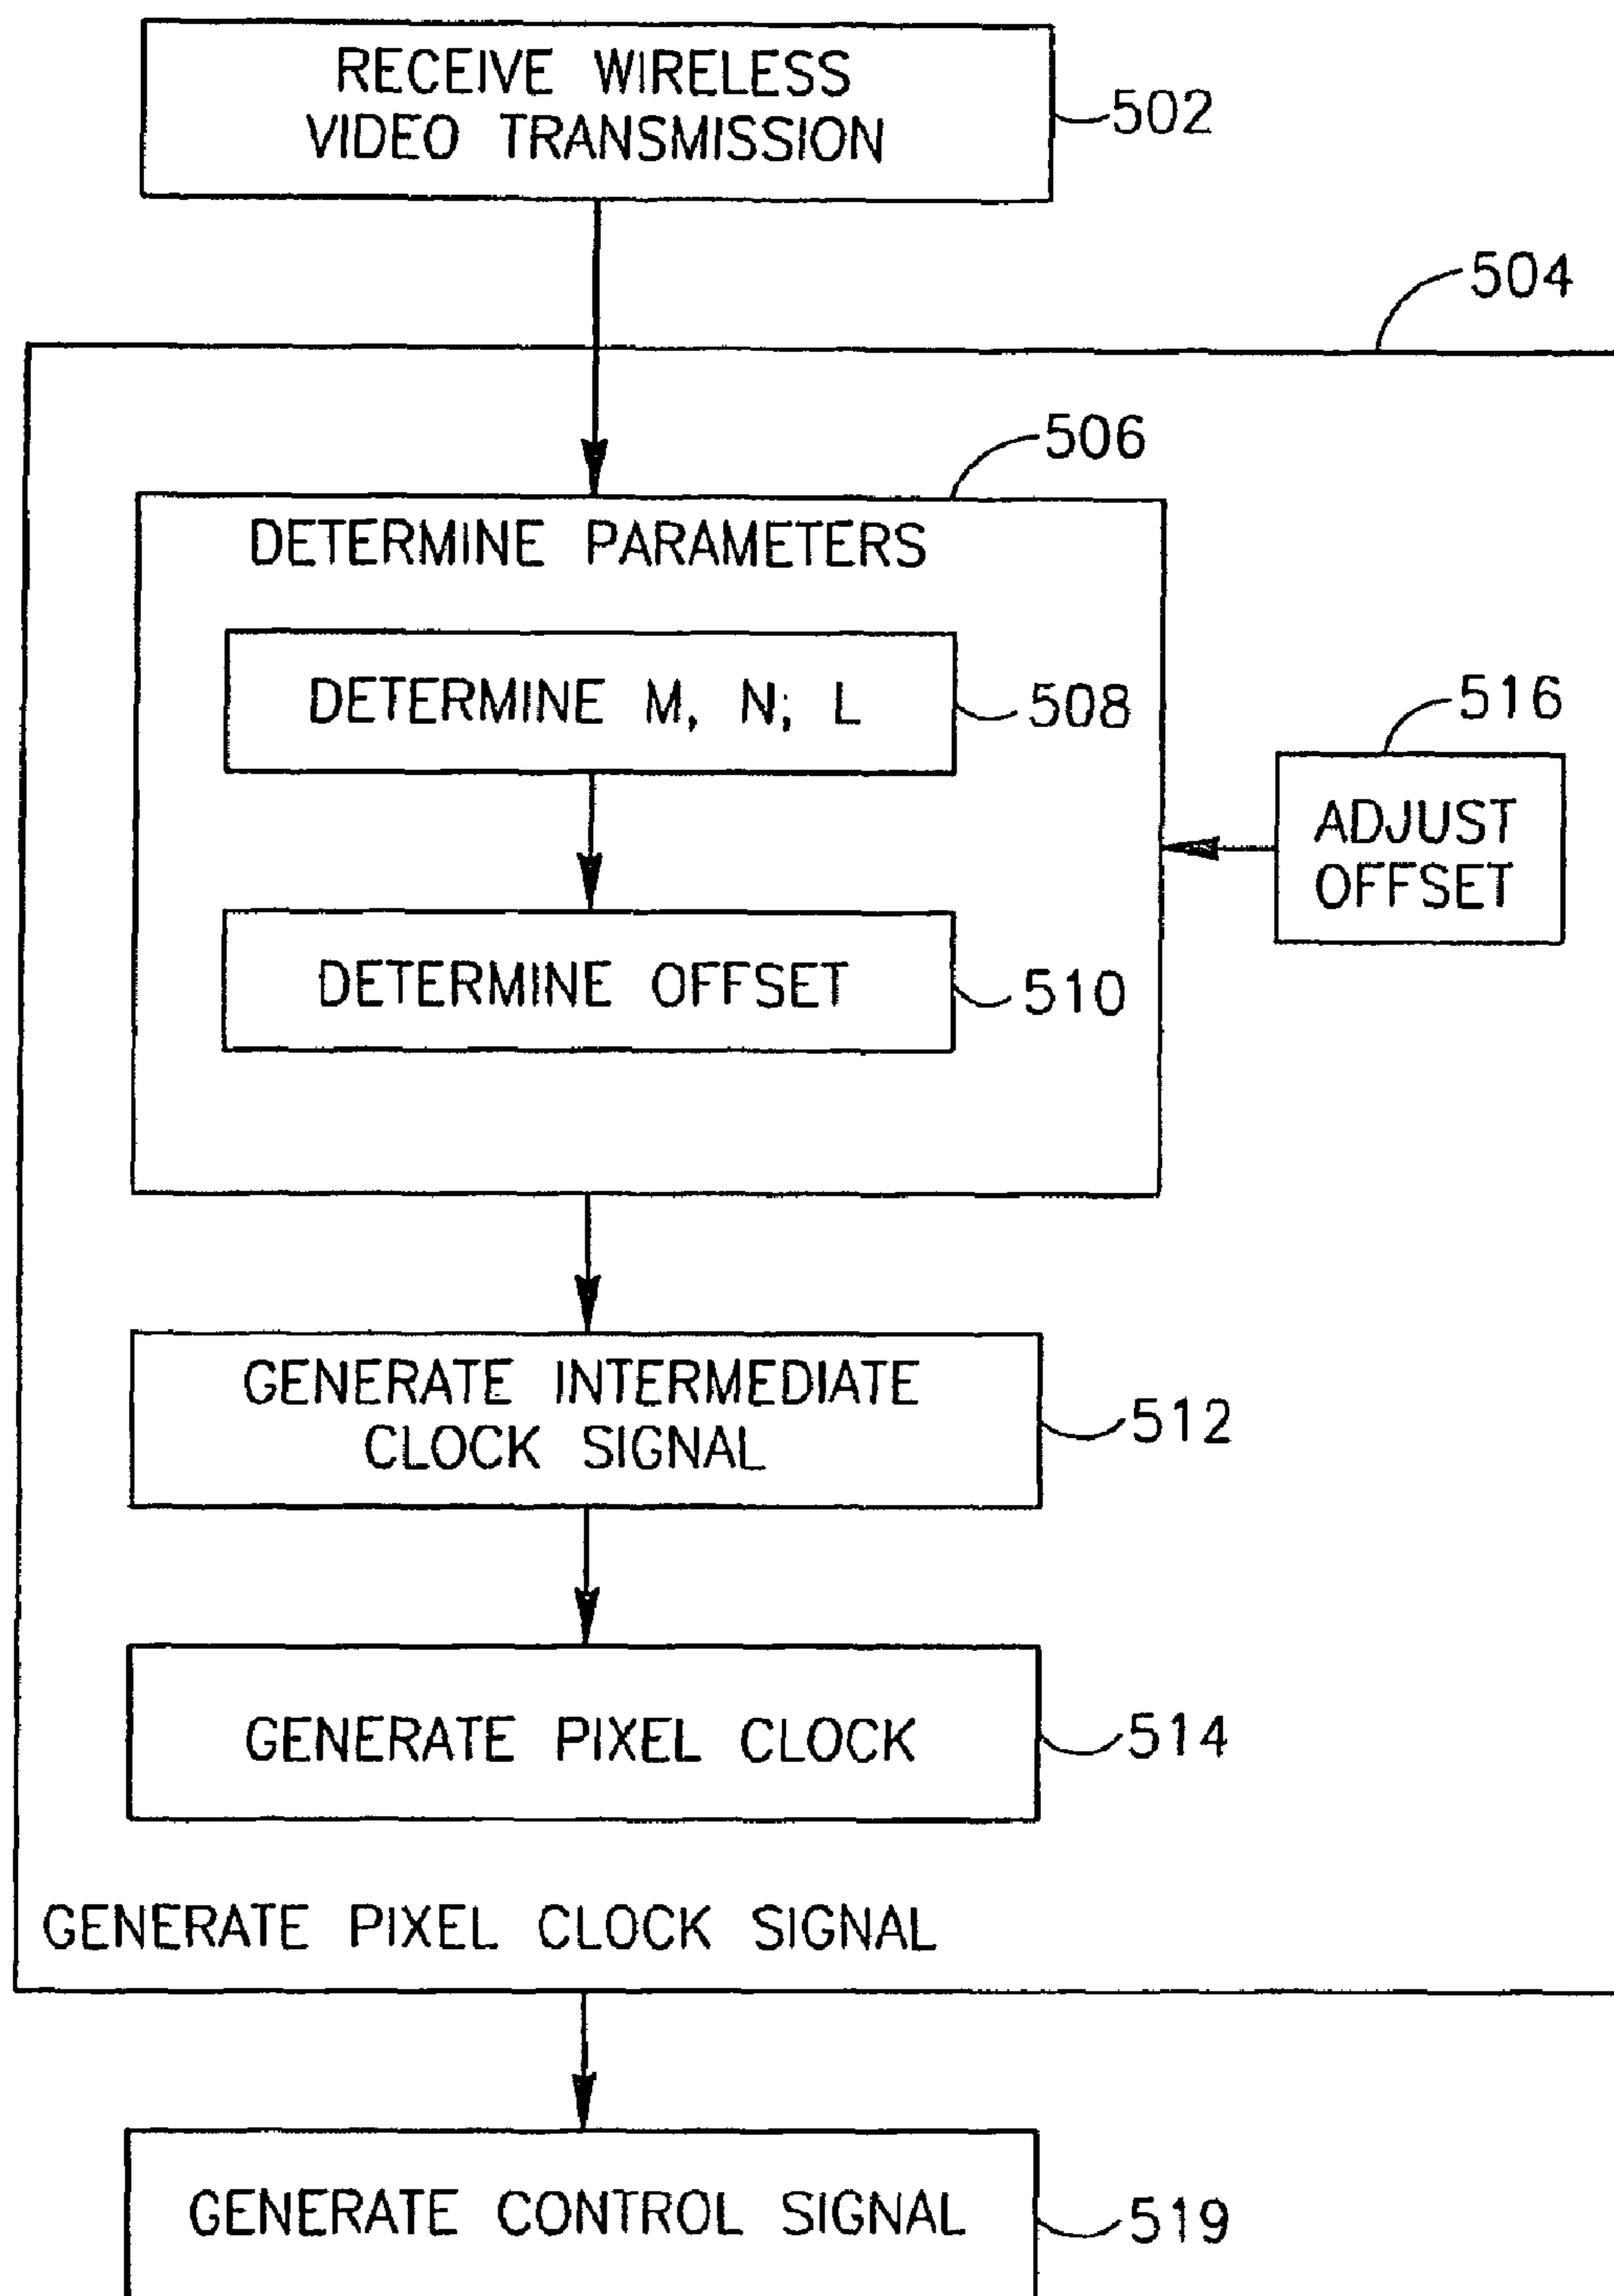 RECEIVE WIRELESS
VIDEO TRANSMISSION
502
504
506
DETERMINE PARAMETERS
DETERMINE M, N; L
508
516
ADJUST
OFFSET
DETERMINE OFFSET
510
GENERATE INTERMEDIATE
CLOCK SIGNAL
512
GENERATE PIXEL CLOCK
514
GENERATE PIXEL CLOCK SIGNAL
GENERATE CONTROL SIGNAL
519